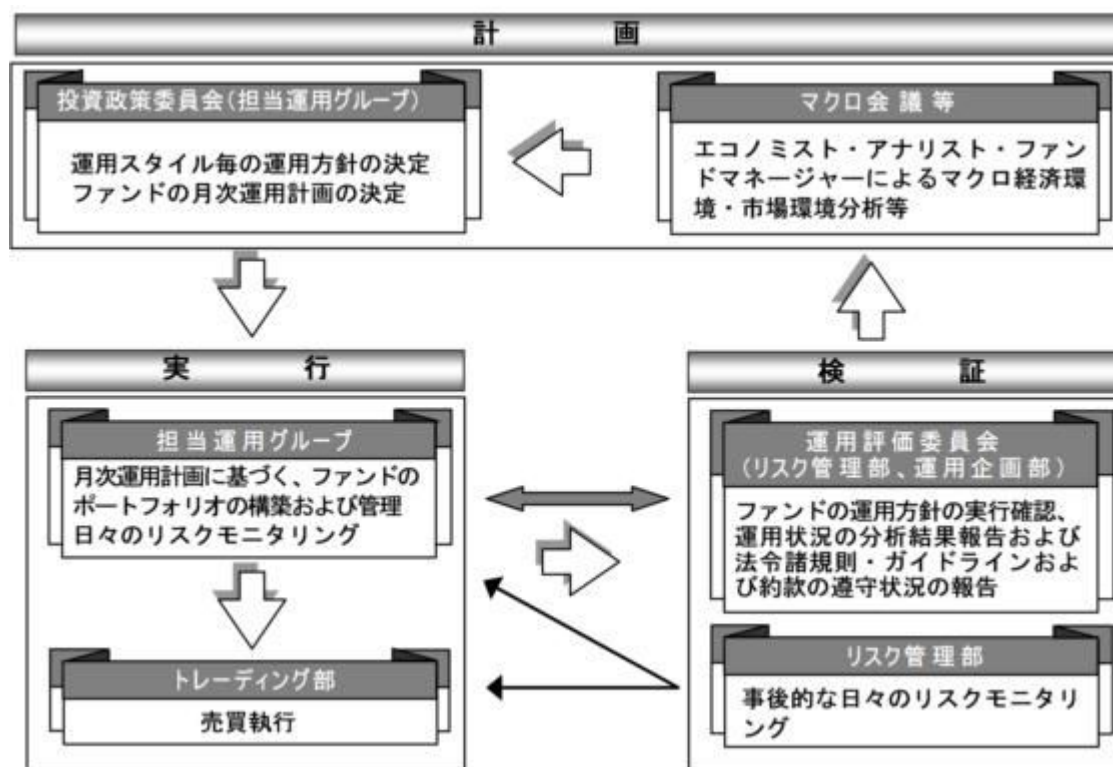 計画
投資政策委員会(担当運用グループ)
運用スタイル毎の運用方針の決定
ファンドの月次運用計画の決定
マクロ会議等
エコノミスト・アナリスト・ファン
ドマネージャーによるマクロ経済環
境・市場環境分析等
実行
担当運用グループ
月次運用計画に基づく、ファンドの
ポートフォリオの構築および管理
日々のリスクモニタリング
トレーディング部
売買執行
検証
運用評価委員会
(リスク管理部、運用企画部)
ファンドの運用方針の実行確認、
運用状況の分析結果報告および
法令諸規則・ガイドラインおよ
び約款の遵守状況の報告
リスク管理部
事後的な日々のリスクモニタリ
ング